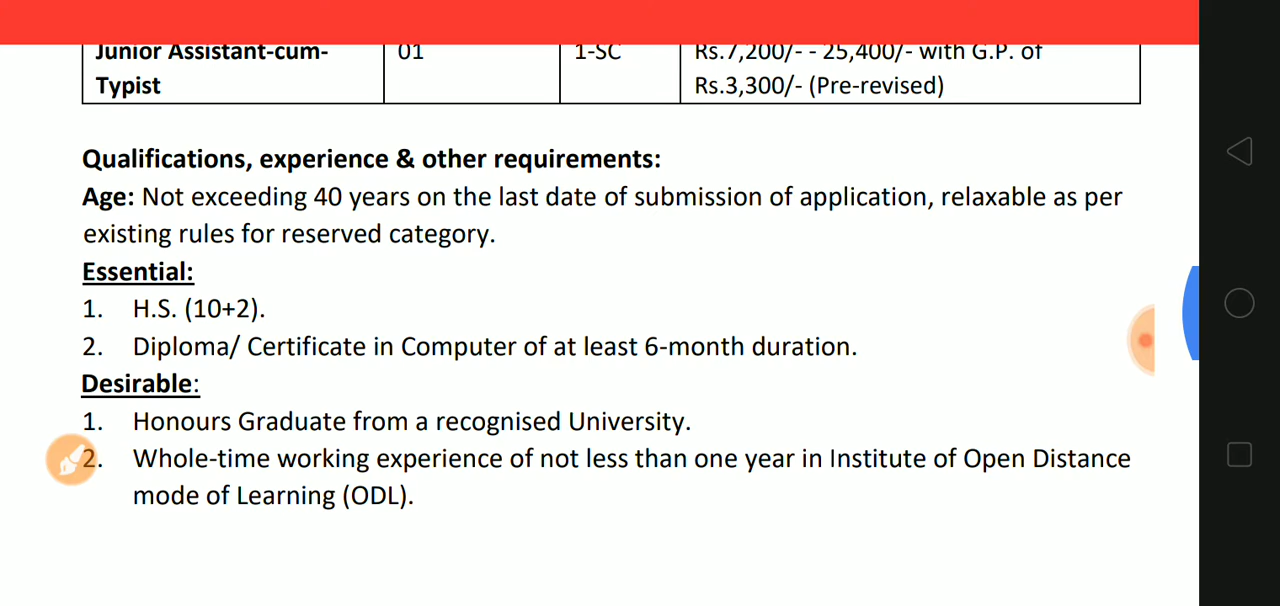 Junior Assistant-cum- 01 1-SC Rs.7,200/- - 25,400/- with G.P. of
Typist Rs.3,300/- (Pre-revised)
Qualifications, experience & other requirements:
Age: Not exceeding 40 years on the last date of submission of application, relaxable as per
existing rules for reserved category.
Essential:
1. H.S. (10+2).
2. Diploma/ Certificate in Computer of at least 6-month duration.
Desirable:
1. Honours Graduate from a recognised University.
2. Whole-time working experience of not less than one year in Institute of Open Distance
mode of Learning (ODL).